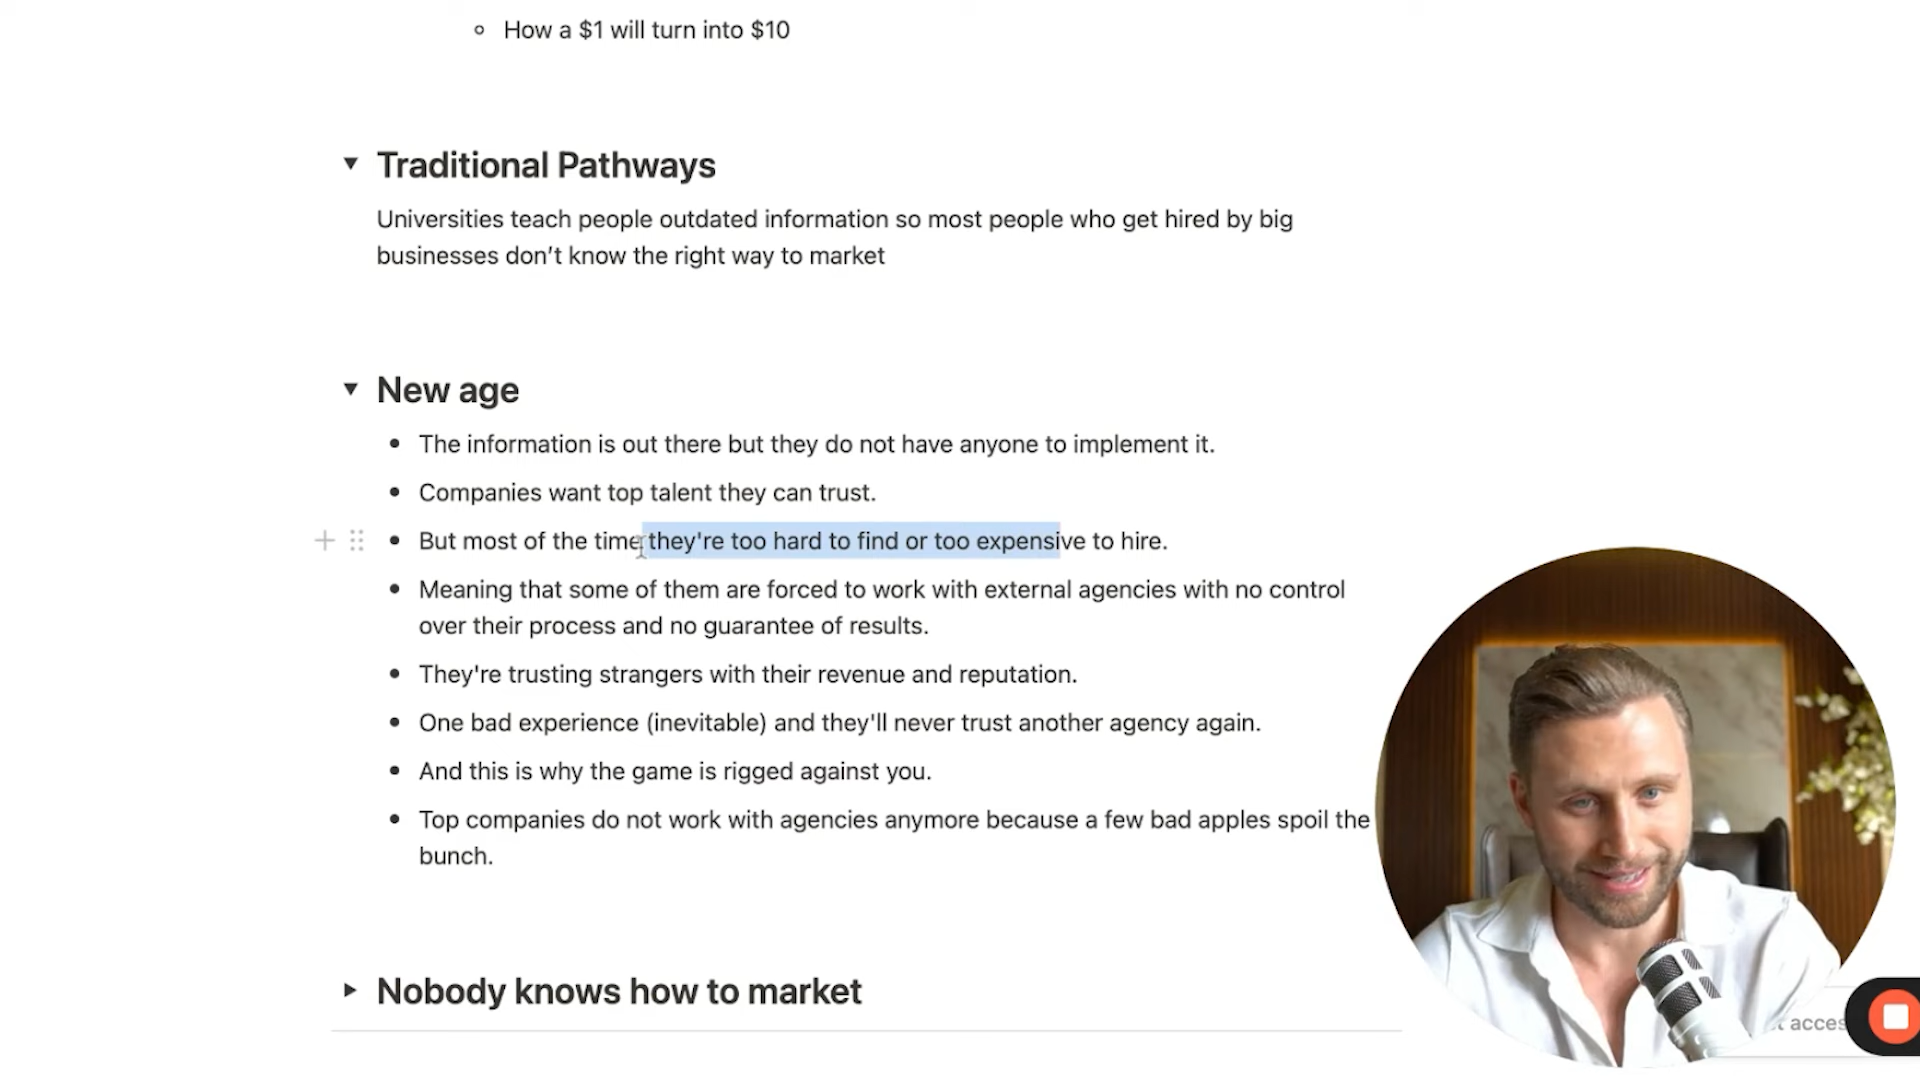 How a $1 will turn into $10
Traditional Pathways
Universities teach people outdated information so most people who get hired by big
businesses don’t know the right way to market
New age
The information is out there but they do not have anyone to implement it.
Companies want top talent they can trust.
But most of the time they're too hard to find or too expensive to hire.
Meaning that some of them are forced to work with external agencies with no control
over their process and no guarantee of results.
They're trusting strangers with their revenue and reputation.
One bad experience (inevitable) and they'll never trust another agency again.
And this is why the game is rigged against you.
Top companies do not work with agencies anymore because a few bad apples spoil the
bunch.
Nobody knows how to market